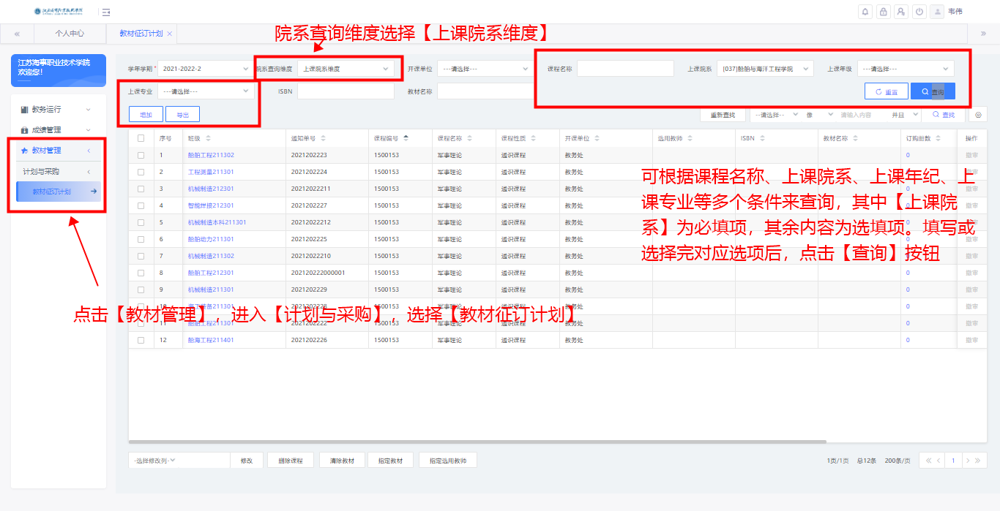 江苏海事职业技术学院
韦伟
个人中心
教材征订计划
院系查询维度选择【上课院系维度】
江苏海事职业技术学院
欢迎您！
教务运行
成绩管理
教材管理
计划与采购
教材征订计划
学年学期* 2021-2022-2 院系查询维度 上课院系维度 开课单位 ---请选择--- 课程名称 上课院系 [037]船舶与海洋工程学院 上课年级 ---请选择---
上课专业 ---请选择--- ISBN 教材名称 重置 查询
增加 导出 重新查找 --请选择-- 像 请输入内容 并且 查找
序号 班级 通知单号 课程编号 课程名称 课程性质 开课单位 选用教师 ISBN 教材名称 订购册数 操作
1 船舶工程211302 2021202223 1500153 军事理论 通识课程 教务处 0 撤审
2 工程测量211301 2021202224 1500153 军事理论 通识课程 教务处 撤审
3 机械制造212301 20212022211 1500153 军事理论 通识课程 教务处 0 撤审
4 智能焊接212301 2021202227 1500153 军事理论 通识课程 教务处 0 撤审
5 机械制造本科211301 20212022212 1500153 军事理论 通识课程 教务处 0 撤审
6 船舶动力211301 2021202225 1500153 军事理论 通识课程 教务处 0 撤审
7 机械制造211302 20212022210 1500153 军事理论 通识课程 教务处 0 撤审
8 船舶工程212301 202120222000001 1500153 军事理论 通识课程 教务处 0 撤审
9 机械制造211301 2021202229 1500153 军事理论 通识课程 教务处 0 撤审
10 海工装备211301 2021202228 1500153 军事理论 通识课程 教务处 0 撤审
11 船舶工程211301 2021202222 1500153 军事理论 通识课程 教务处 0 撤审
12 船海工程211401 2021202226 1500153 军事理论 通识课程 教务处 0 撤审
可根据课程名称、上课院系、上课年纪、上
课专业等多个条件来查询，其中【上课院
系】为必填项，其余内容为选填项。填写或
选择完对应选项后，点击【查询】按钮
点击【教材管理】，进入【计划与采购】，选择【教材征订计划】
-选择修改列- 修改 删除课程 清除教材 指定教材 指定选用教师 1页/1页 总12条 200条/页 1